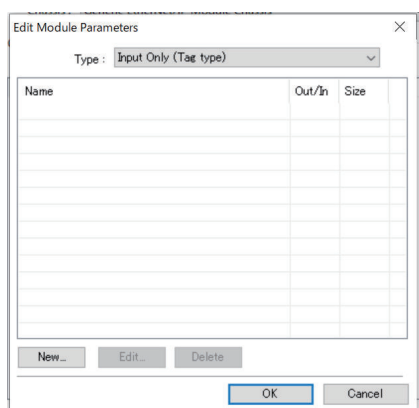 Edit Module Parameters
Type : Input Only (Tag type)
Name Out/In Size
New... Edit... Delete
OK Cancel